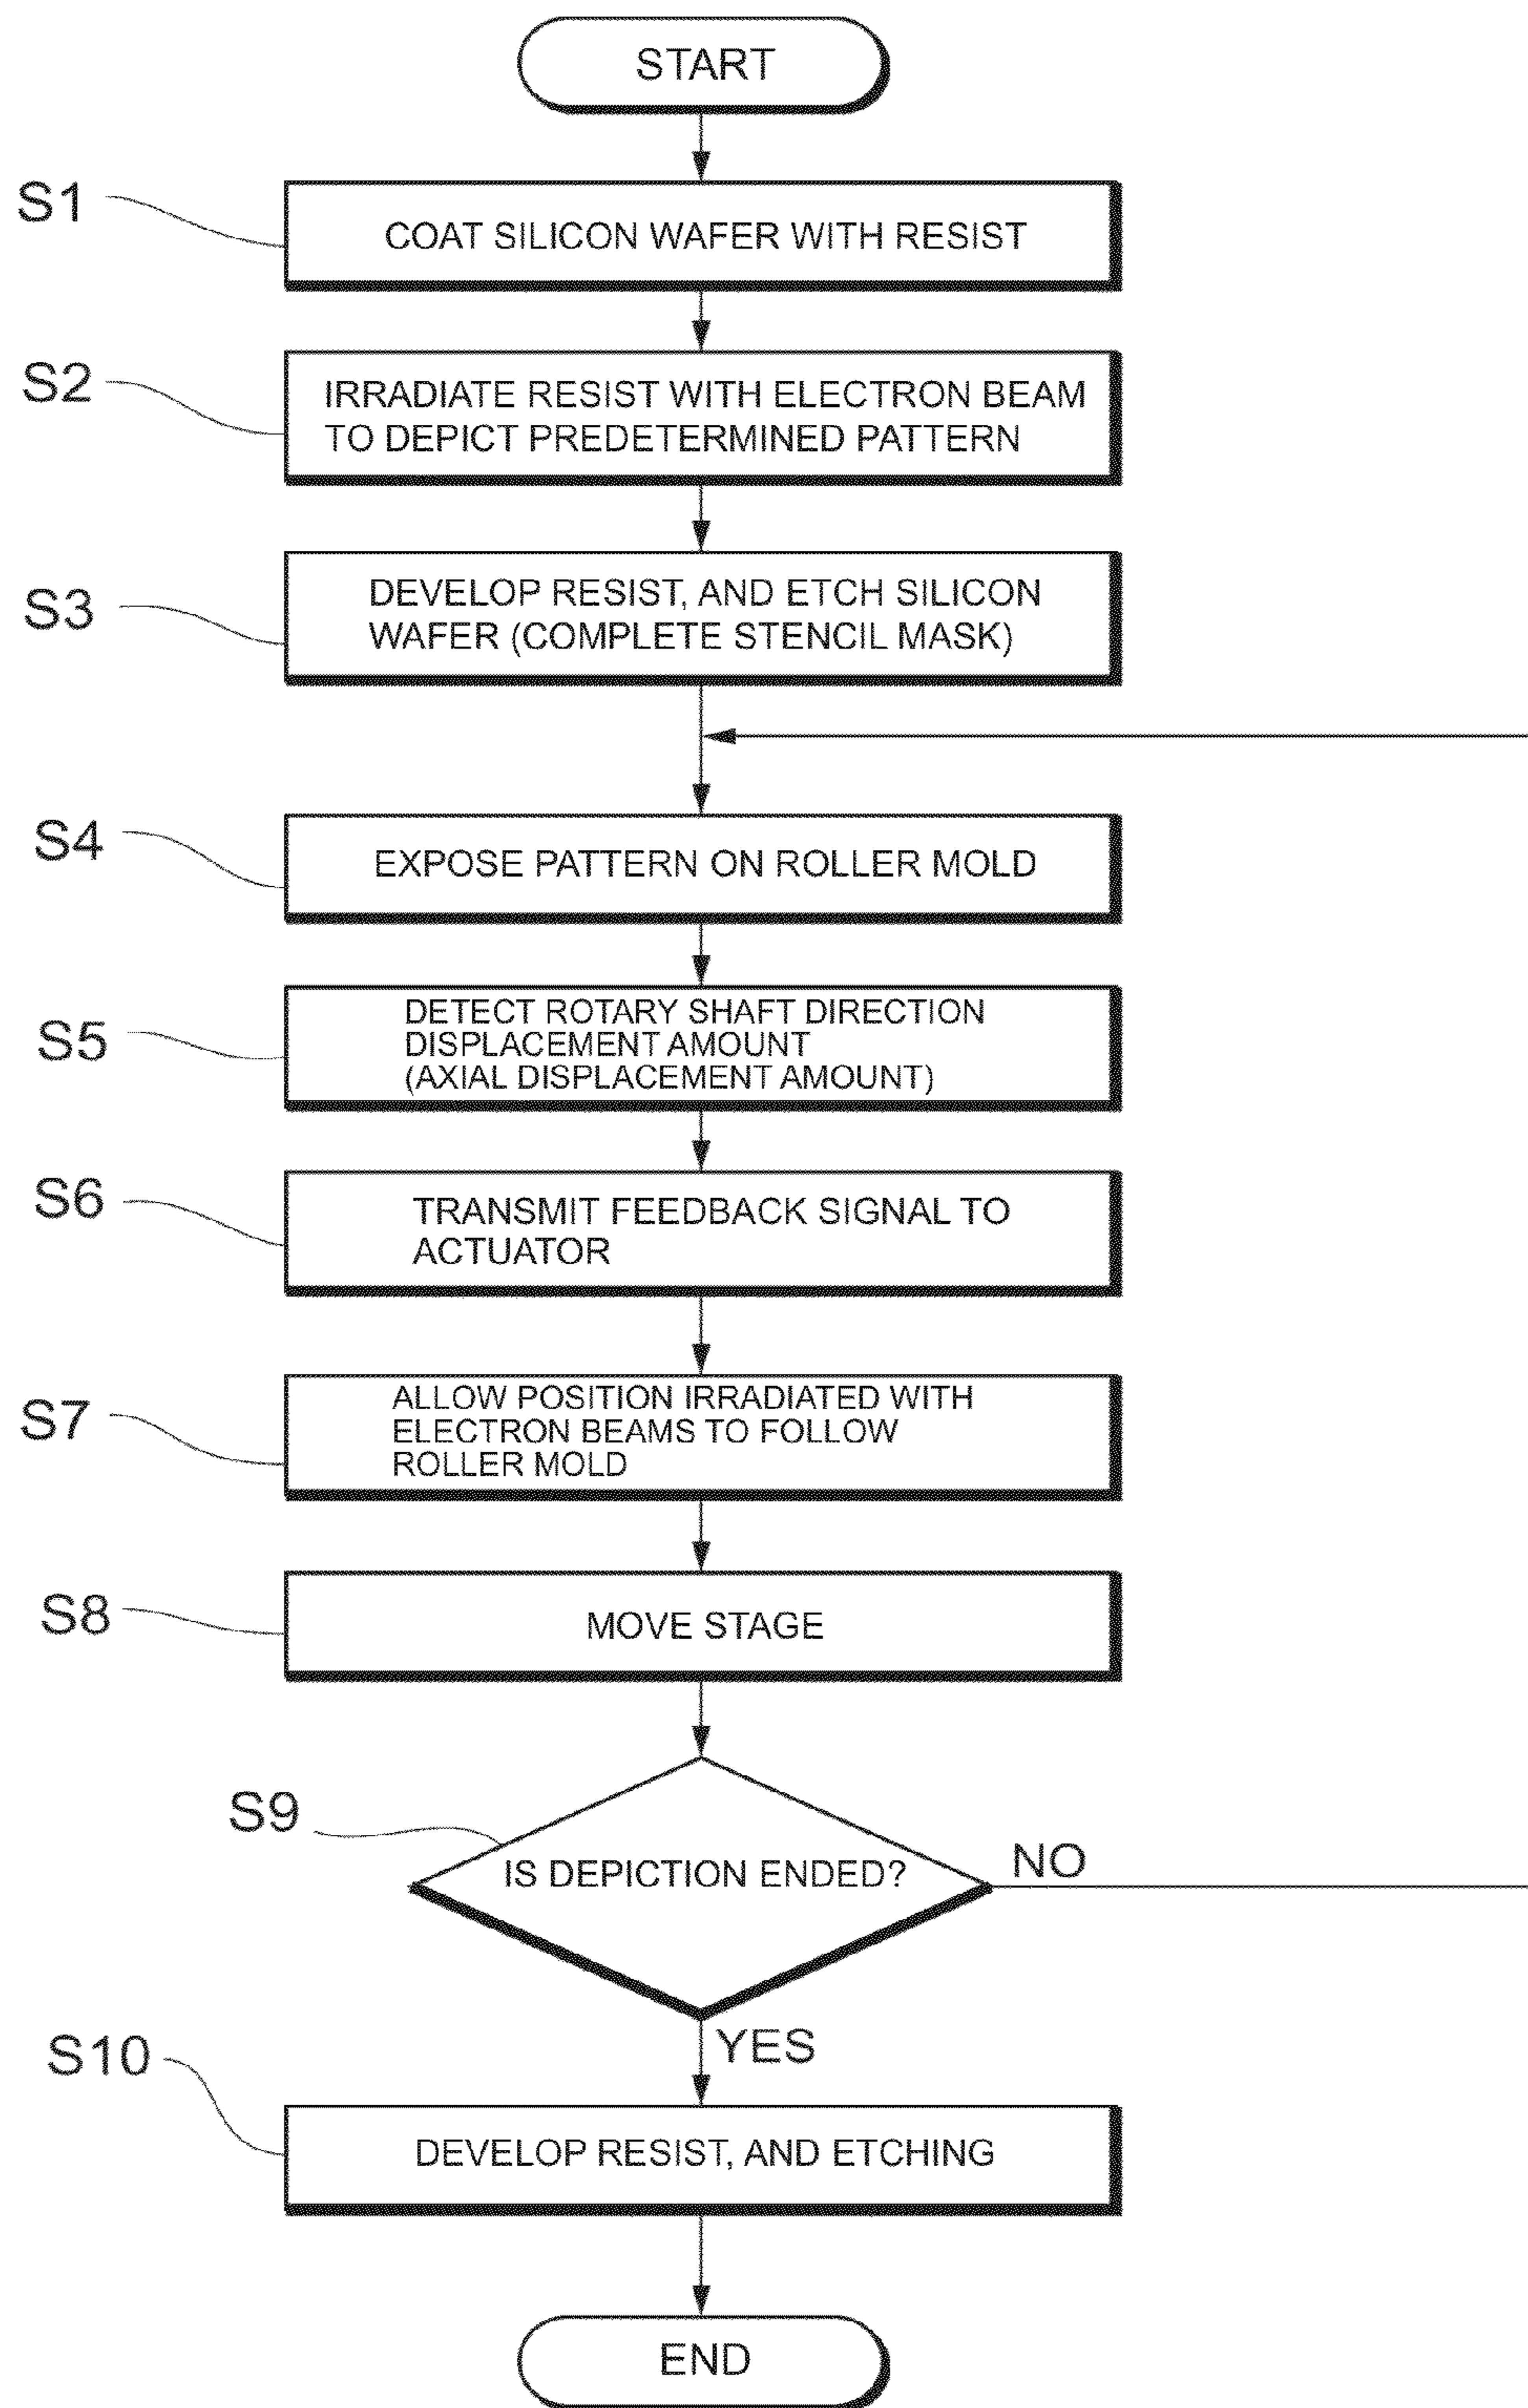 START
S1
COAT SILICON WAFER WITH RESIST
S2
IRRADIATE RESIST WITH ELECTRON BEAM
TO DEPICT PREDETERMINED PATTERN
S3
DEVELOP RESIST, AND ETCH SILICON
WAFER (COMPLETE STENCIL MASK)
S4
EXPOSE PATTERN ON ROLLER MOLD
S5
DETECT ROTARY SHAFT DIRECTION
DISPLACEMENT AMOUNT
(AXIAL DISPLACEMENT AMOUNT)
S6
TRANSMIT FEEDBACK SIGNAL TO
ACTUATOR
S7
ALLOW POSITION IRRADIATED WITH
ELECTRON BEAMS TO FOLLOW
ROLLER MOLD
S8
MOVE STAGE
S9
IS DEPICTION ENDED?
NO
YES
S10
DEVELOP RESIST, AND ETCHING
END